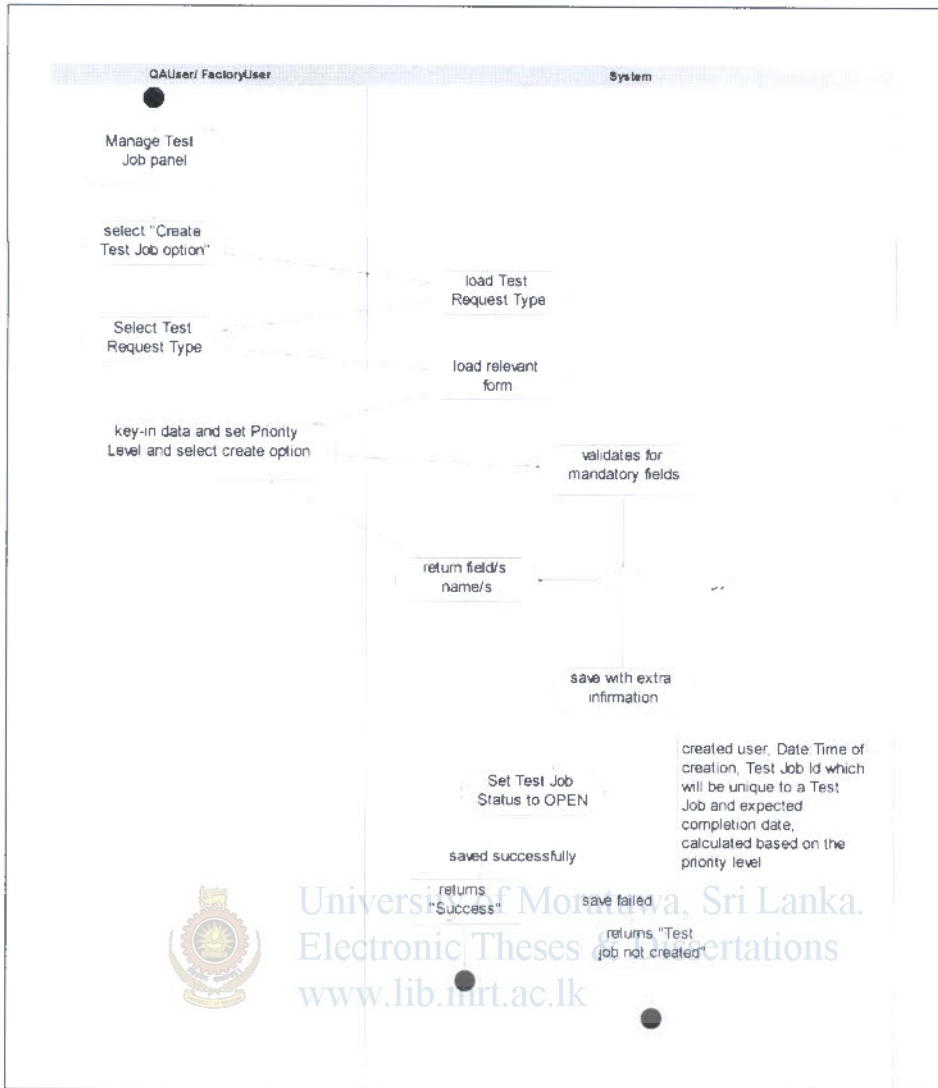 QAUser/ FactoryUser
System
Manage Test
Job panel
select "Create
Test Job option"
load Test
Request Type
Select Test
Request Type
load relevant
form
key-in data and set Priority
Level and select create option
validates for
mandatory fields
return field/s
name/s
save with extra
infirmation
created user, Date Time of
creation, Test Job Id which
will be unique to a Test
Job and expected
completion date,
calculated based on the
priority level
Set Test Job
Status to OPEN
saved successfully
returns
"Success"
save failed
returns "Test
job not created"
University of Moratuwa, Sri Lanka.
Electronic Theses & Dissertations
www.lib.mrt.ac.lk